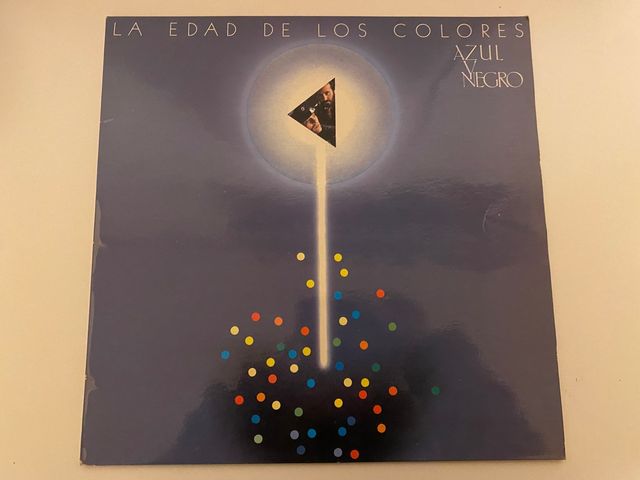 LA EDAD DE LOS COLORES
AZUL
Y
NEGRO